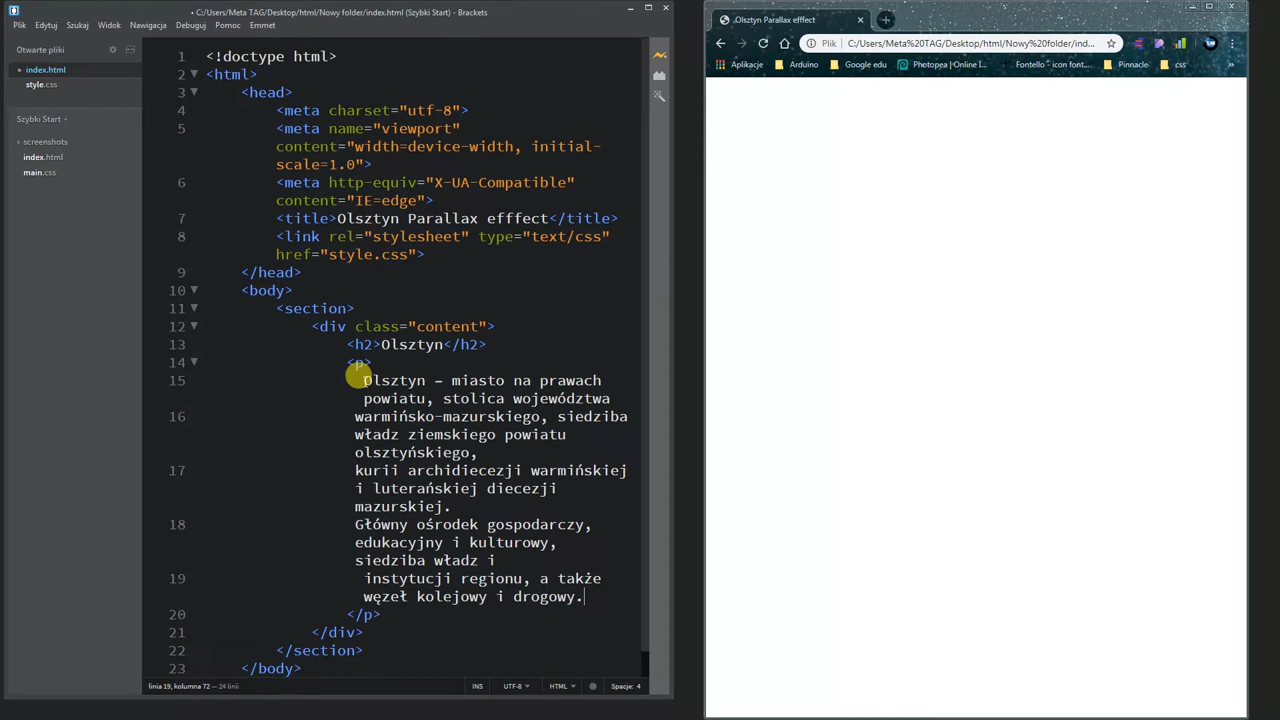 • C:/Users/Meta TAG/Desktop/html/Nowy folder/index.html (Szybki Start) - Brackets
Plik Edytuj Szukaj Widok Nawigacja Debuguj Pomoc Emmet
Otwarte pliki
index.html
style.css
Szybki Start
screenshots
index.html
main.css
1 <!doctype html>
2 <html>
3 <head>
4 <meta charset="utf-8">
5 <meta name="viewport"
content="width=device-width, initial-
scale=1.0">
6 <meta http-equiv="X-UA-Compatible"
content="IE=edge">
7 <title>Olsztyn Parallax efffect</title>
8 <link rel="stylesheet" type="text/css"
href="style.css">
9 </head>
10 <body>
11 <section>
12 <div class="content">
13 <h2>Olsztyn</h2>
14 <p>
15 Olsztyn – miasto na prawach
powiatu, stolica województwa
16 warmińsko-mazurskiego, siedziba
władz ziemskiego powiatu
olsztyńskiego,
17 kurii archidiecezji warmińskiej
i luterańskiej diecezji
mazurskiej.
18 Główny ośrodek gospodarczy,
edukacyjny i kulturowy,
siedziba władz i
19 instytucji regionu, a także
węzeł kolejowy i drogowy.
20 </p>
21 </div>
22 </section>
23 </body>
linia 19, kolumna 72 — 24 linii INS UTF-8 HTML Spacje: 4
Olsztyn Parallax efffect
Plik C:/Users/Meta%20TAG/Desktop/html/Nowy%20folder/ind...
Aplikacje Arduino Google edu Photopea | Online I... Fontello - icon font... Pinnacle css »